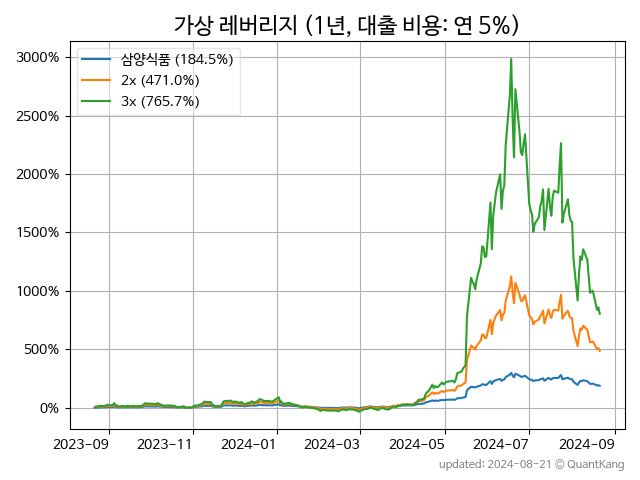 가상 레버리지 (1년, 대출 비용: 연 5%)
3000%
2500%
2000%
1500%
1000%
500%
0%
삼양식품 (184.5%)
2x (471.0%)
3x (765.7%)
2023-09 2023-11 2024-01 2024-03 2024-05 2024-07 2024-09
updated: 2024-08-21 © QuantKang